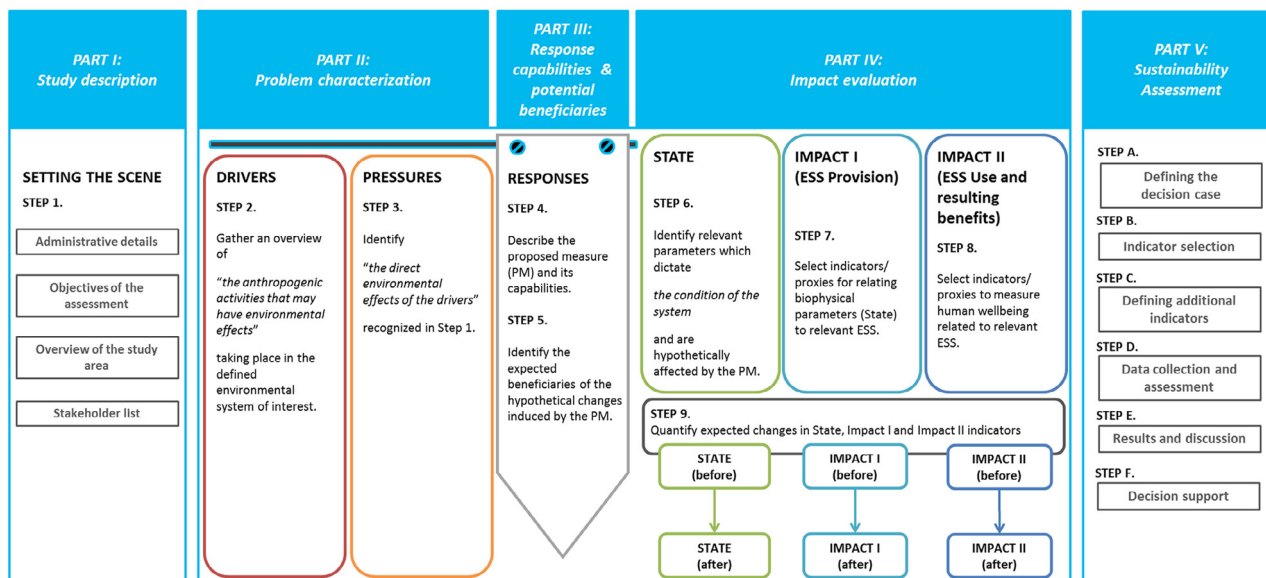 PART I:
Study description
PART II:
Problem characterization
PART III:
Response
capabilities &
potential
beneficiaries
PART IV:
Impact evaluation
PART V:
Sustainability
Assessment
SETTING THE SCENE
STEP 1.
Administrative details
Objectives of the
assessment
Overview of the study
area
Stakeholder list
DRIVERS
STEP 2.
Gather an overview
of
"the anthropogenic
activities that may
have environmental
effects"
taking place in the
defined
environmental
system of interest.
PRESSURES
STEP 3.
Identify
"the direct
environmental
effects of the drivers"
recognized in Step 1.
RESPONSES
STEP 4.
Describe the
proposed measure
(PM) and its
capabilities.
STEP 5.
Identify the
expected
beneficiaries of the
hypothetical changes
induced by the PM.
STATE
STEP 6.
Identify relevant
parameters which
dictate
the condition of the
system
and are
hypothetically
affected by the PM.
IMPACT I
(ESS Provision)
STEP 7.
Select indicators/
proxies for relating
biophysical
parameters (State)
to relevant ESS.
IMPACT II
(ESS Use and
resulting
benefits)
STEP 8.
Select indicators/
proxies to measure
human wellbeing
related to relevant
ESS.
STEP 9.
Quantify expected changes in State, Impact I and Impact II indicators
STATE
(before)
IMPACT I
(before)
IMPACT II
(before)
STATE
(after)
IMPACT I
(after)
IMPACT II
(after)
STEP A.
Defining the
decision case
STEP B.
Indicator selection
STEP C.
Defining additional
indicators
STEP D.
Data collection and
assessment
STEP E.
Results and discussion
STEP F.
Decision support